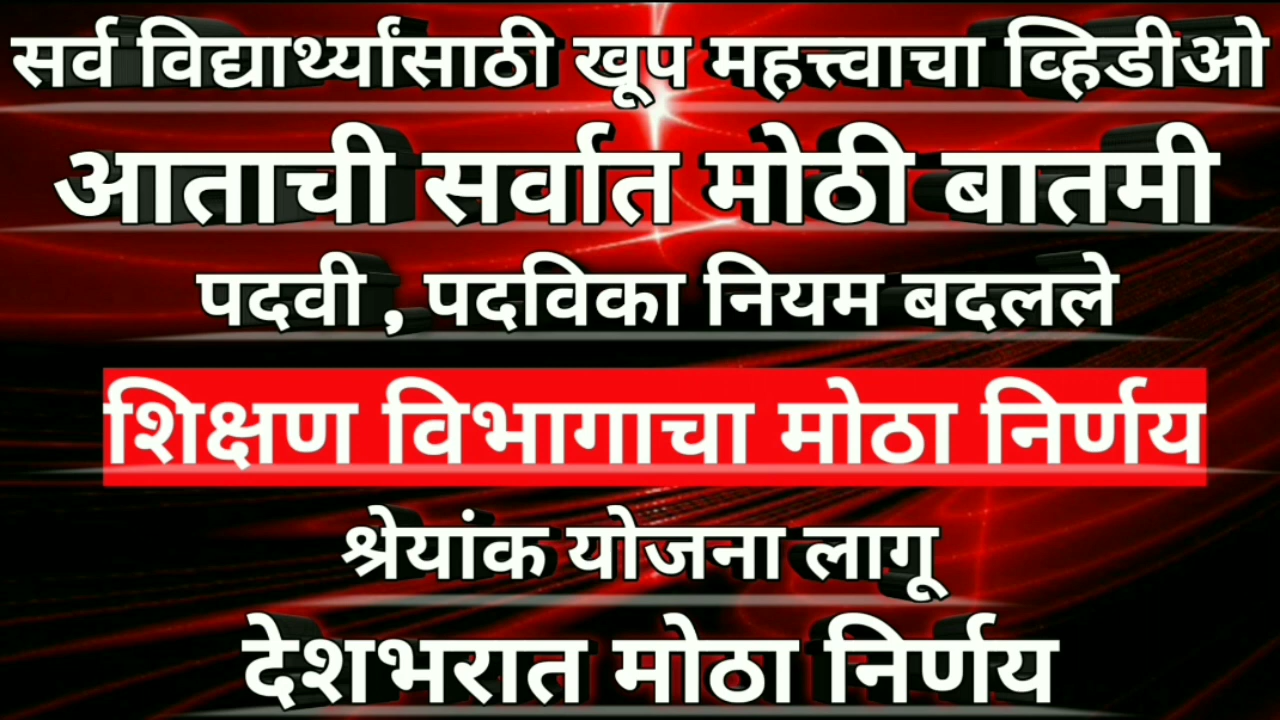 सर्व विद्यार्थ्यांसाठी खूप महत्त्वाचा व्हिडीओ
आताची सर्वात मोठी बातमी
पदवी , पदविका नियम बदलले
शिक्षण विभागाचा मोठा निर्णय
श्रेयांक योजना लागू
देशभरात मोठा निर्णय